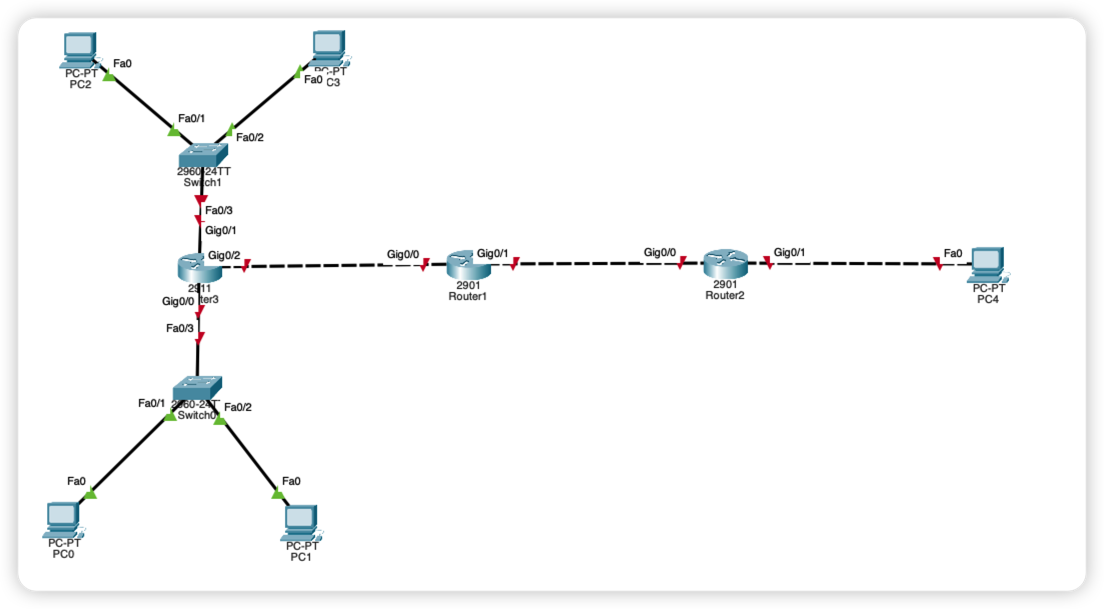 Fa0
PC-PT
PC2
PC-PT
Fa0
C3
Fa0/1
Fa0/2
2960-24TT
Switch1
Fa0/3
Gig0/1
Gig0/2
2911
ter3
Gig0/0
Gig0/0
Gig0/1
2901
Router1
Gig0/0
Gig0/1
2901
Router2
Fa0
PC-PT
PC4
Fa0/3
Fa0/1
Fa0/2
Switch0
Fa0
Fa0
PC-PT
PC0
PC-PT
PC1